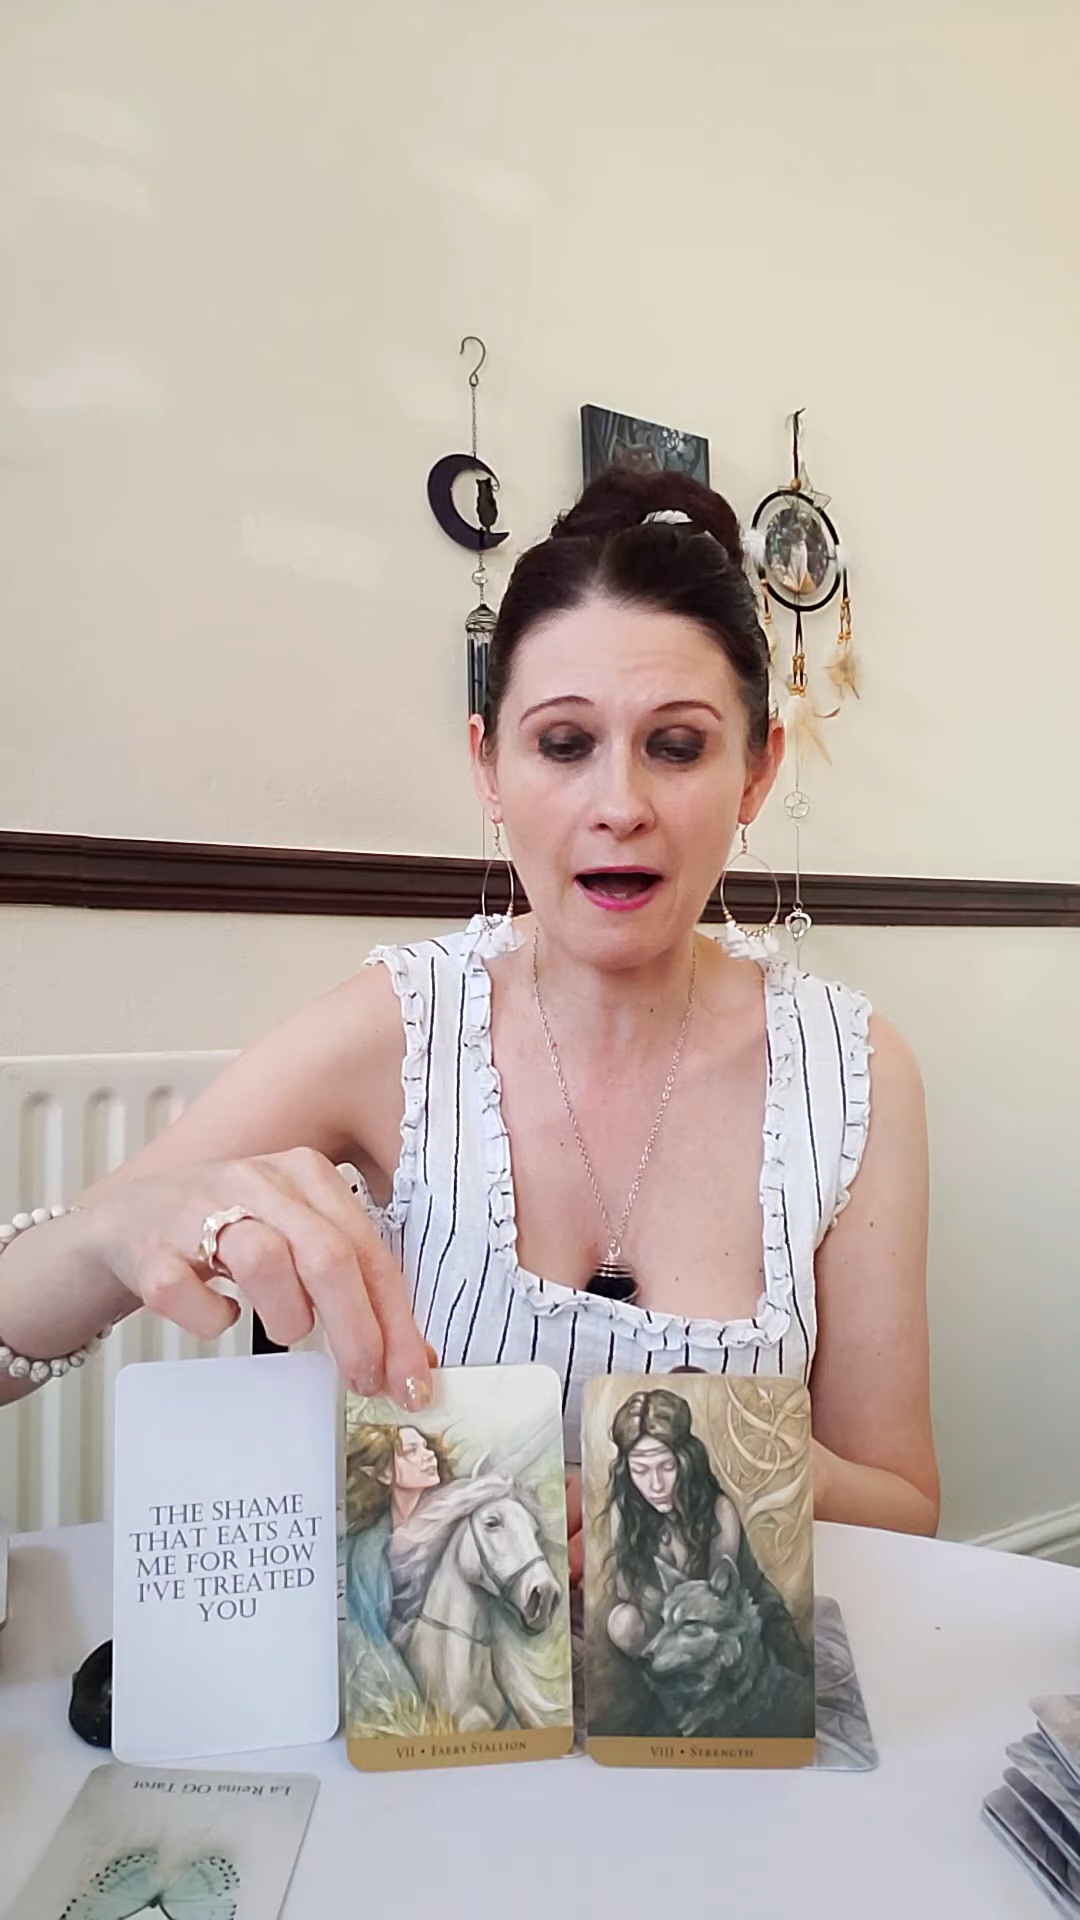 THE SHAME
THAT EATS AT
ME FOR HOW
I'VE TREATED
YOU
VII • FAERY STALLION
VIII • STRENGTH
La Reina OG Tarot